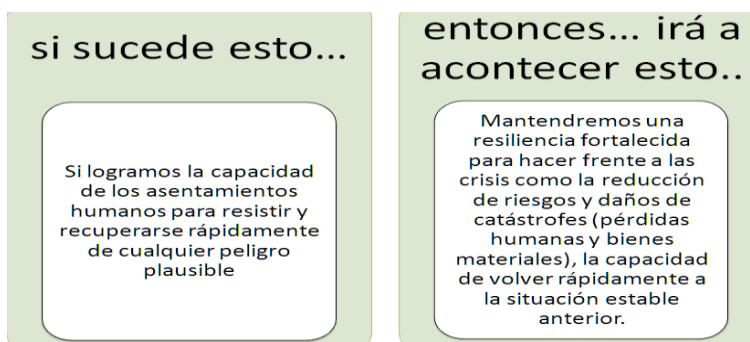 si sucede esto...
Si logramos la capacidad
de los asentamientos
humanos para resistir y
recuperarse rápidamente
de cualquier peligro
plausible
entonces... irá a
acontecer esto..
Mantendremos una
resiliencia fortalecida
para hacer frente a las
crisis como la reducción
de riesgos y daños de
catástrofes (pérdidas
humanas y bienes
materiales), la capacidad
de volver rápidamente a
la situación estable
anterior.